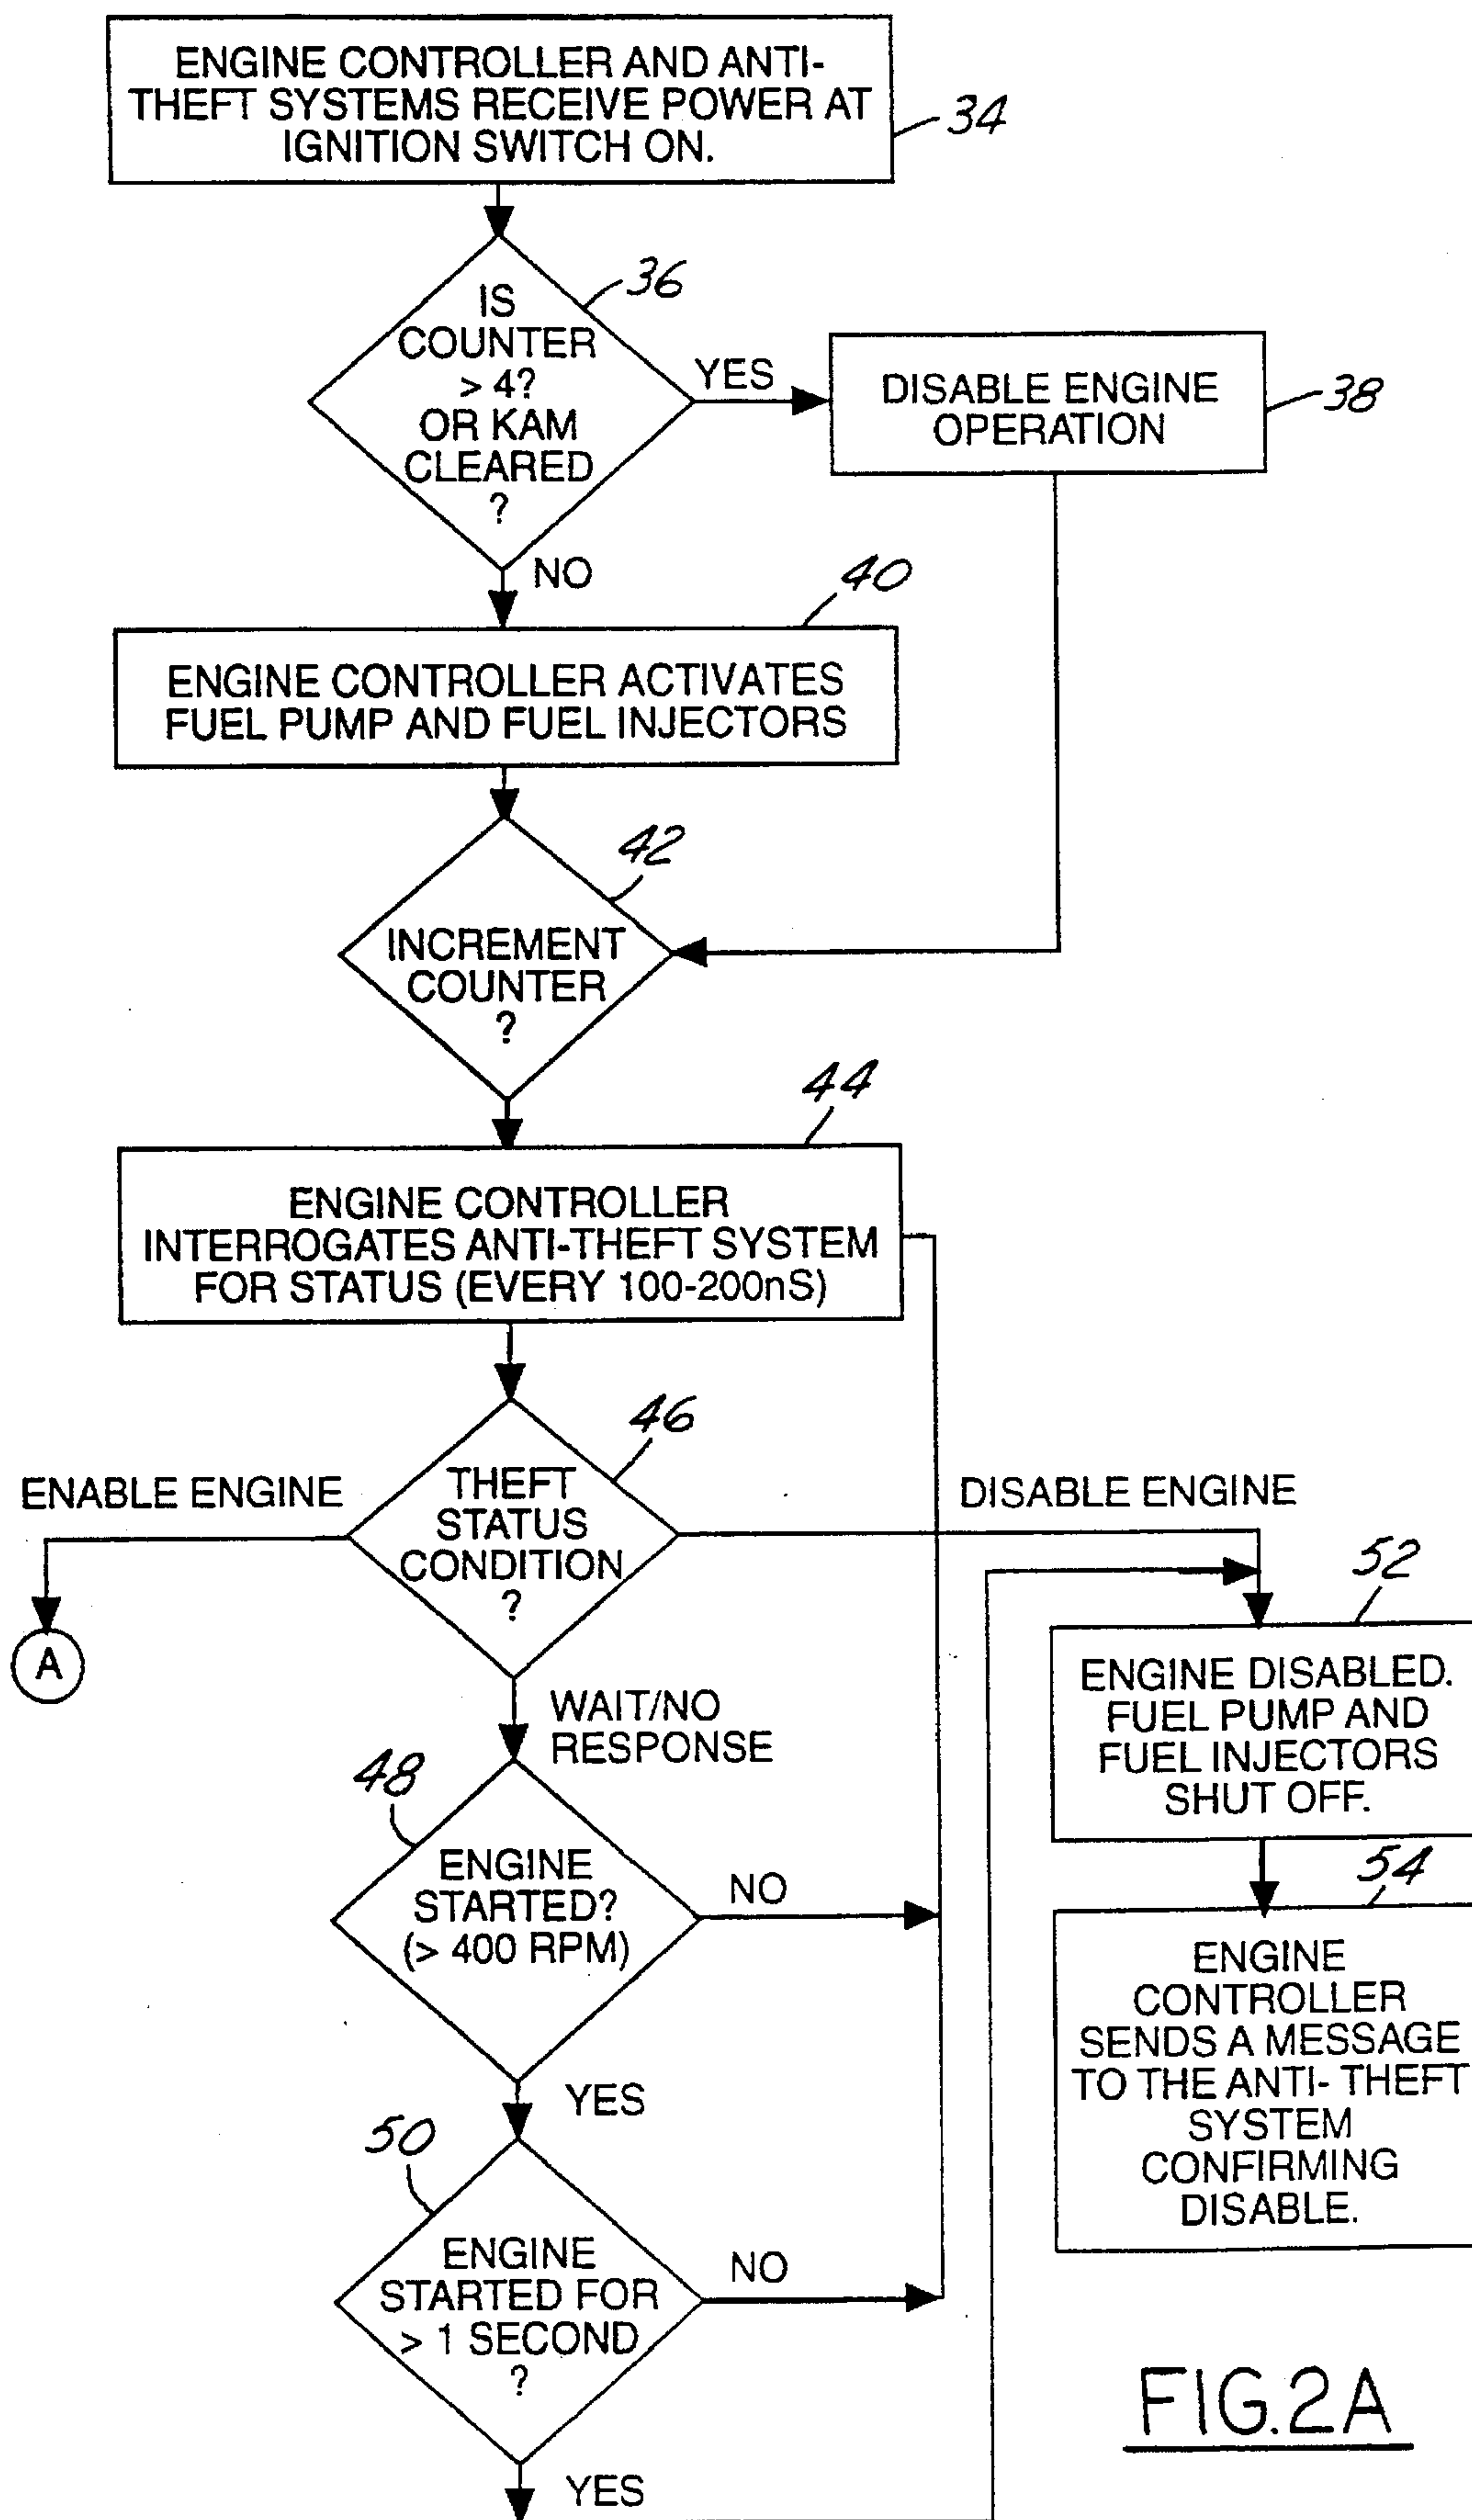 ENGINE CONTROLLER AND ANTI-
THEFT SYSTEMS RECEIVE POWER AT
IGNITION SWITCH ON.
34
36
IS
COUNTER
> 4?
OR KAM
CLEARED
?
YES
DISABLE ENGINE
OPERATION
38
NO
40
ENGINE CONTROLLER ACTIVATES
FUEL PUMP AND FUEL INJECTORS
42
INCREMENT
COUNTER
?
44
ENGINE CONTROLLER
INTERROGATES ANTI-THEFT SYSTEM
FOR STATUS (EVERY 100-200nS)
46
ENABLE ENGINE
THEFT
STATUS
CONDITION
?
DISABLE ENGINE
A
52
ENGINE DISABLED.
FUEL PUMP AND
FUEL INJECTORS
SHUT OFF.
WAIT/NO
RESPONSE
48
ENGINE
STARTED?
(> 400 RPM)
NO
54
ENGINE
CONTROLLER
SENDS A MESSAGE
TO THE ANTI- THEFT
SYSTEM
CONFIRMING
DISABLE.
YES
50
ENGINE
STARTED FOR
> 1 SECOND
?
NO
YES
FIG.2A